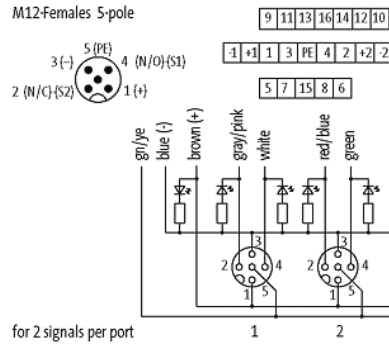 M12-Females 5-pole
9 11 13 16 14 12 10
5 (PE)
3 (–) 4 (N/O)(S1)
-1 +1 1 3 PE 4 2 +2 -2
2 (N/C)(S2) 1 (+)
5 7 15 8 6
gn/ye
blue (-)
brown (+)
gray/pink
white
red/blue
green
3 3
2 4 2 4
1 5 1 5
for 2 signals per port 1 2